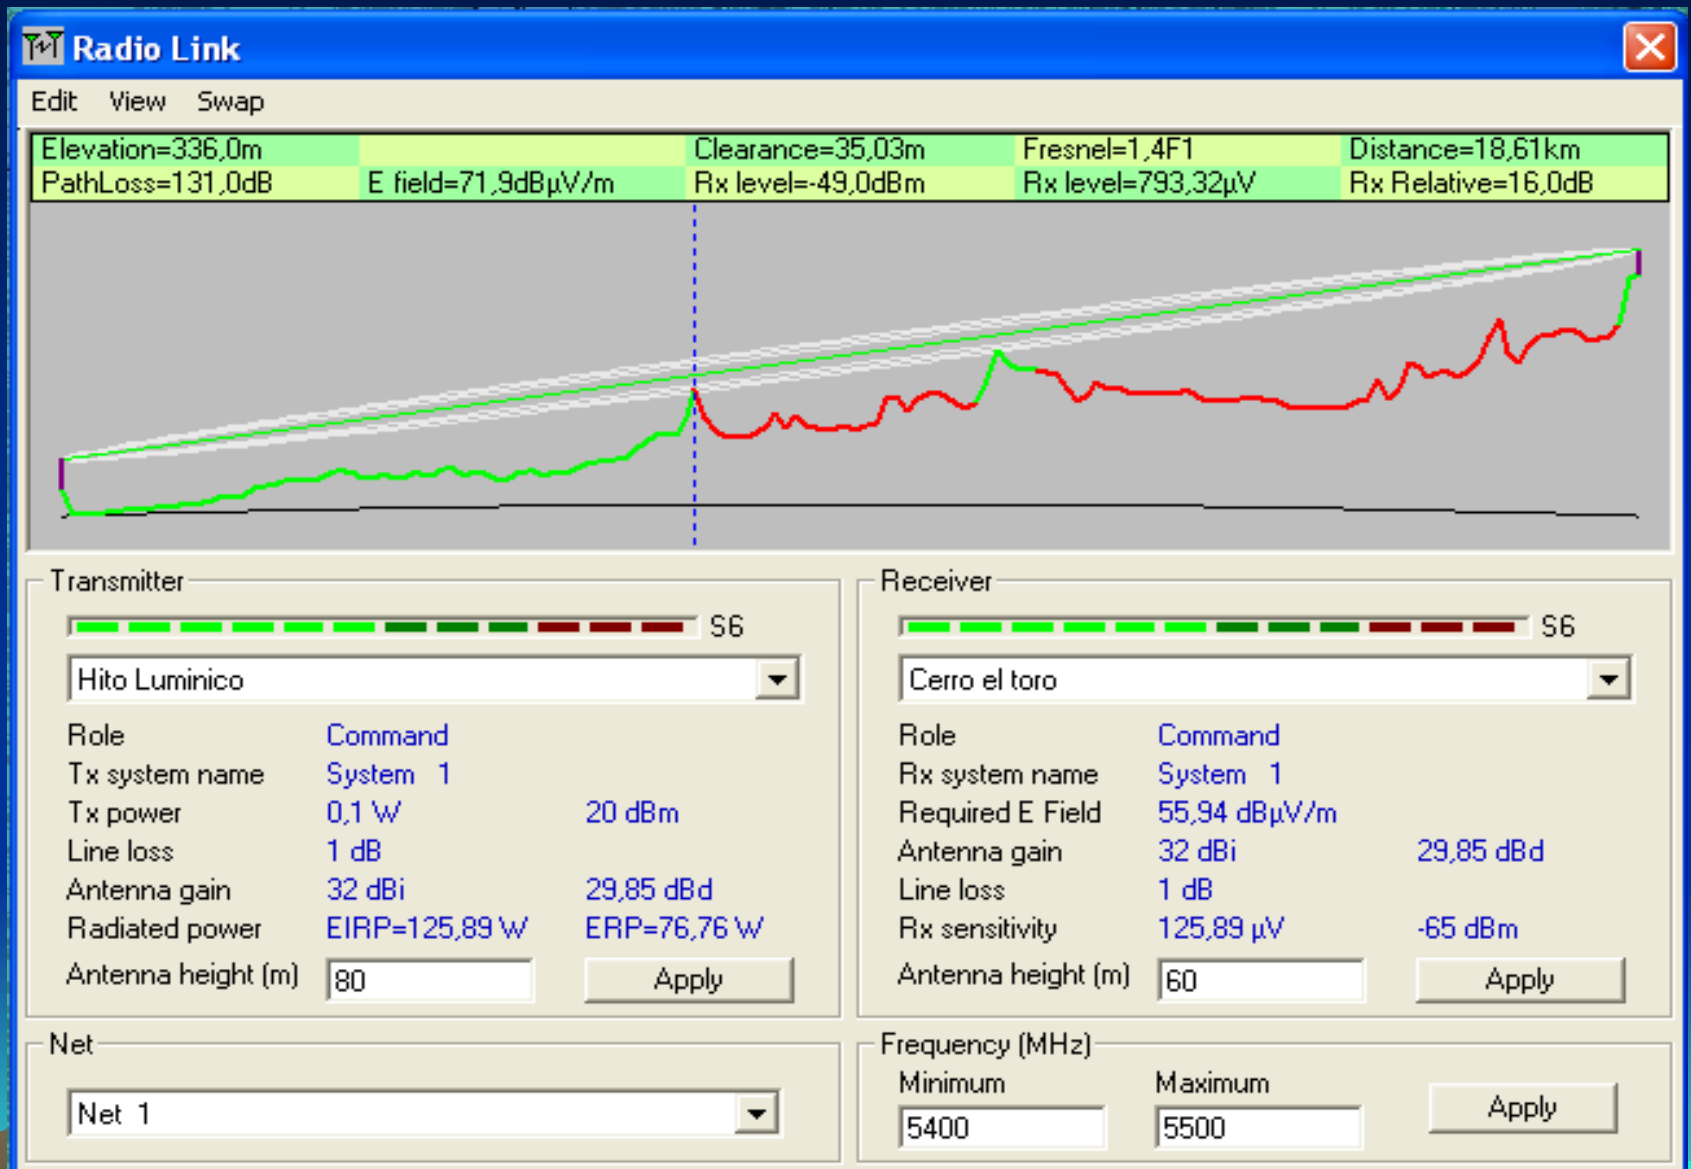 Radio Link
Edit View Swap
Elevation=336,0m Clearance=35,03m Fresnel=1,4F1 Distance=18,61km
PathLoss=131,0dB E field=71,9dBµV/m Rx level=-49,0dBm Rx level=793,32µV Rx Relative=16,0dB
Transmitter
S6
Hito Luminico
Role Command
Tx system name System 1
Tx power 0,1 W 20 dBm
Line loss 1 dB
Antenna gain 32 dBi 29,85 dBd
Radiated power EIRP=125,89 W ERP=76,76 W
Antenna height (m) 80 Apply
Net
Net 1
Receiver
S6
Cerro el toro
Role Command
Rx system name System 1
Required E Field 55,94 dBµV/m
Antenna gain 32 dBi 29,85 dBd
Line loss 1 dB
Rx sensitivity 125,89 µV -65 dBm
Antenna height (m) 60 Apply
Frequency (MHz)
Minimum Maximum
5400 5500 Apply